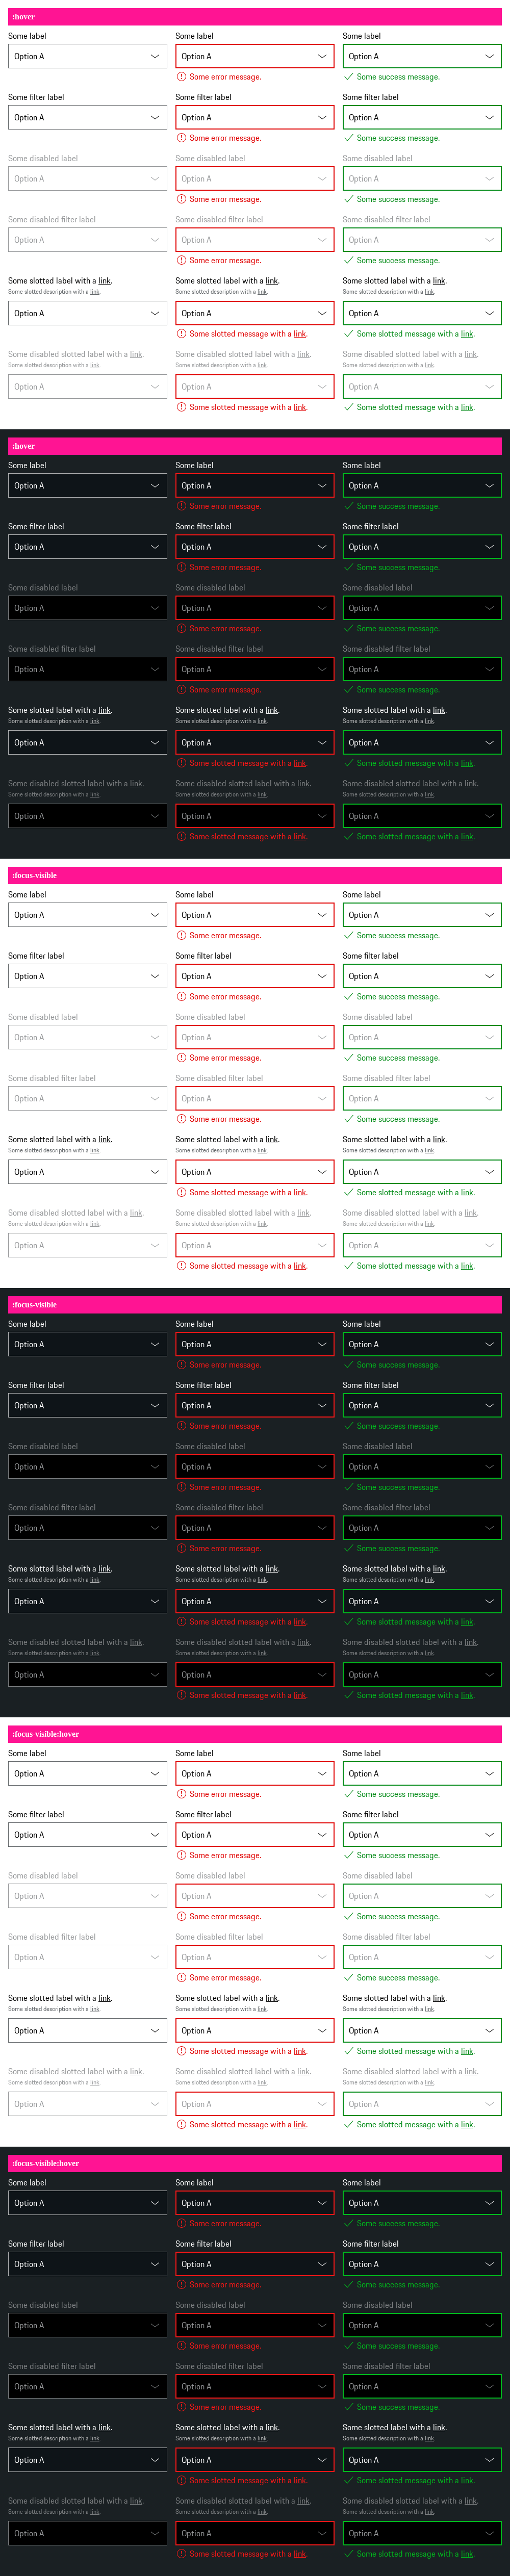 :hover
Some label Some label Some label
Option A Option A Option A
Some error message. Some success message.
Some filter label Some filter label Some filter label
Option A Option A Option A
Some error message. Some success message.
Some disabled label Some disabled label Some disabled label
Option A Option A Option A
Some error message. Some success message.
Some disabled filter label Some disabled filter label Some disabled filter label
Option A Option A Option A
Some error message. Some success message.
Some slotted label with a link. Some slotted label with a link. Some slotted label with a link.
Some slotted description with a link. Some slotted description with a link. Some slotted description with a link.
Option A Option A Option A
Some slotted message with a link. Some slotted message with a link.
Some disabled slotted label with a link. Some disabled slotted label with a link. Some disabled slotted label with a link.
Some slotted description with a link. Some slotted description with a link. Some slotted description with a link.
Option A Option A Option A
Some slotted message with a link. Some slotted message with a link.
:hover
Some label Some label Some label
Option A Option A Option A
Some error message. Some success message.
Some filter label Some filter label Some filter label
Option A Option A Option A
Some error message. Some success message.
Some disabled label Some disabled label Some disabled label
Option A Option A Option A
Some error message. Some success message.
Some disabled filter label Some disabled filter label Some disabled filter label
Option A Option A Option A
Some error message. Some success message.
Some slotted label with a link. Some slotted label with a link. Some slotted label with a link.
Some slotted description with a link. Some slotted description with a link. Some slotted description with a link.
Option A Option A Option A
Some slotted message with a link. Some slotted message with a link.
Some disabled slotted label with a link. Some disabled slotted label with a link. Some disabled slotted label with a link.
Some slotted description with a link. Some slotted description with a link. Some slotted description with a link.
Option A Option A Option A
Some slotted message with a link. Some slotted message with a link.
:focus-visible
Some label Some label Some label
Option A Option A Option A
Some error message. Some success message.
Some filter label Some filter label Some filter label
Option A Option A Option A
Some error message. Some success message.
Some disabled label Some disabled label Some disabled label
Option A Option A Option A
Some error message. Some success message.
Some disabled filter label Some disabled filter label Some disabled filter label
Option A Option A Option A
Some error message. Some success message.
Some slotted label with a link. Some slotted label with a link. Some slotted label with a link.
Some slotted description with a link. Some slotted description with a link. Some slotted description with a link.
Option A Option A Option A
Some slotted message with a link. Some slotted message with a link.
Some disabled slotted label with a link. Some disabled slotted label with a link. Some disabled slotted label with a link.
Some slotted description with a link. Some slotted description with a link. Some slotted description with a link.
Option A Option A Option A
Some slotted message with a link. Some slotted message with a link.
:focus-visible
Some label Some label Some label
Option A Option A Option A
Some error message. Some success message.
Some filter label Some filter label Some filter label
Option A Option A Option A
Some error message. Some success message.
Some disabled label Some disabled label Some disabled label
Option A Option A Option A
Some error message. Some success message.
Some disabled filter label Some disabled filter label Some disabled filter label
Option A Option A Option A
Some error message. Some success message.
Some slotted label with a link. Some slotted label with a link. Some slotted label with a link.
Some slotted description with a link. Some slotted description with a link. Some slotted description with a link.
Option A Option A Option A
Some slotted message with a link. Some slotted message with a link.
Some disabled slotted label with a link. Some disabled slotted label with a link. Some disabled slotted label with a link.
Some slotted description with a link. Some slotted description with a link. Some slotted description with a link.
Option A Option A Option A
Some slotted message with a link. Some slotted message with a link.
:focus-visible:hover
Some label Some label Some label
Option A Option A Option A
Some error message. Some success message.
Some filter label Some filter label Some filter label
Option A Option A Option A
Some error message. Some success message.
Some disabled label Some disabled label Some disabled label
Option A Option A Option A
Some error message. Some success message.
Some disabled filter label Some disabled filter label Some disabled filter label
Option A Option A Option A
Some error message. Some success message.
Some slotted label with a link. Some slotted label with a link. Some slotted label with a link.
Some slotted description with a link. Some slotted description with a link. Some slotted description with a link.
Option A Option A Option A
Some slotted message with a link. Some slotted message with a link.
Some disabled slotted label with a link. Some disabled slotted label with a link. Some disabled slotted label with a link.
Some slotted description with a link. Some slotted description with a link. Some slotted description with a link.
Option A Option A Option A
Some slotted message with a link. Some slotted message with a link.
:focus-visible:hover
Some label Some label Some label
Option A Option A Option A
Some error message. Some success message.
Some filter label Some filter label Some filter label
Option A Option A Option A
Some error message. Some success message.
Some disabled label Some disabled label Some disabled label
Option A Option A Option A
Some error message. Some success message.
Some disabled filter label Some disabled filter label Some disabled filter label
Option A Option A Option A
Some error message. Some success message.
Some slotted label with a link. Some slotted label with a link. Some slotted label with a link.
Some slotted description with a link. Some slotted description with a link. Some slotted description with a link.
Option A Option A Option A
Some slotted message with a link. Some slotted message with a link.
Some disabled slotted label with a link. Some disabled slotted label with a link. Some disabled slotted label with a link.
Some slotted description with a link. Some slotted description with a link. Some slotted description with a link.
Option A Option A Option A
Some slotted message with a link. Some slotted message with a link.